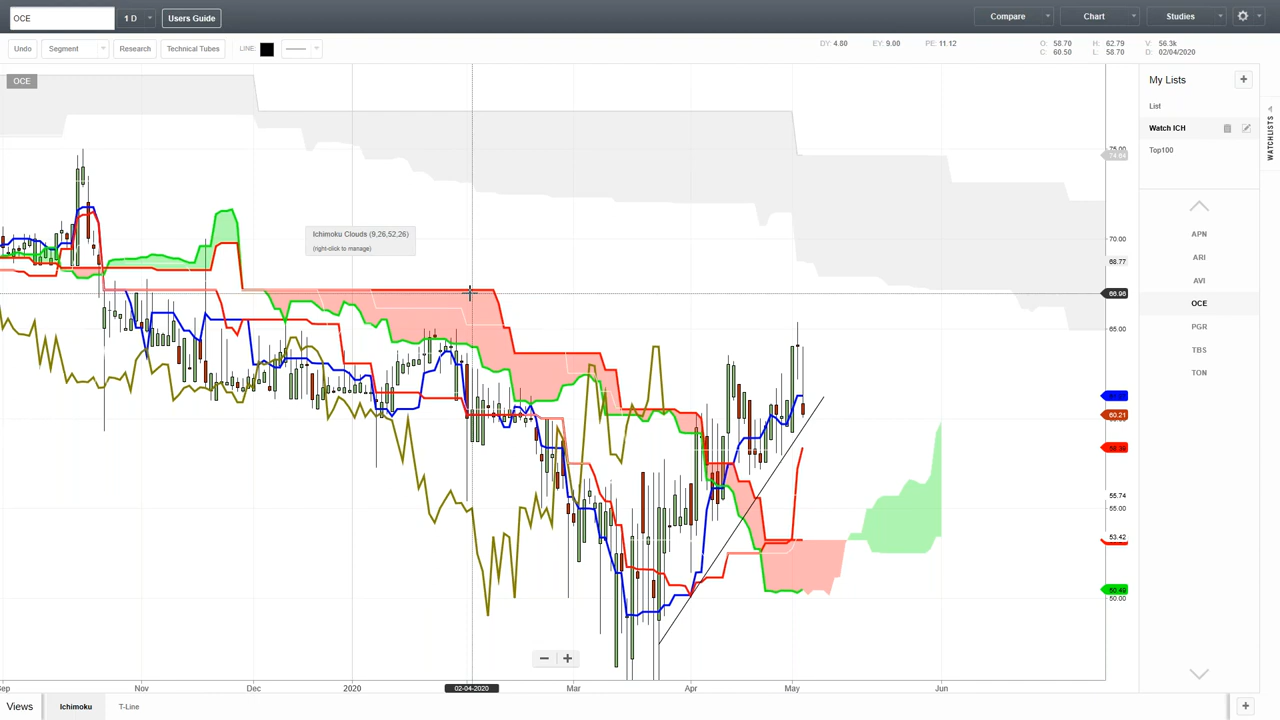 OCE
1 D
Users Guide
Compare
Chart
Studies
Undo
Segment
Research
Technical Tubes
LINE:
DY: 4.80
EY: 9.00
PE: 11.12
O: 58.70
H: 62.79
V: 56.3k
C: 60.50
L: 58.70
D: 02/04/2020
OCE
My Lists
+
List
Watch ICH
Top100
WATCHLISTS
APN
ARI
AVI
OCE
PGR
TBS
TON
Ichimoku Clouds (9,26,52,26)
(right-click to manage)
75.00
74.64
70.00
68.77
66.96
65.00
60.21
55.74
55.00
53.42
50.49
50.00
Nov
Dec
2020
02-04-2020
Mar
Apr
May
Jun
Views
Ichimoku
T-Line
+